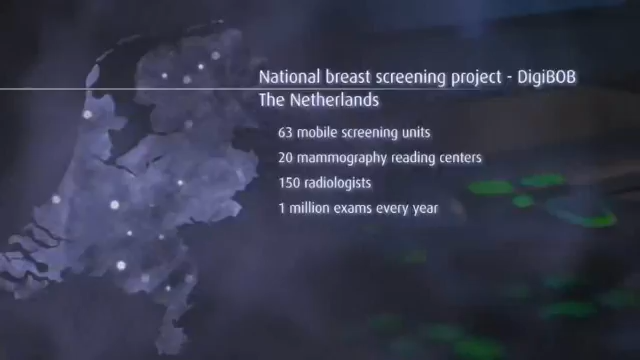 National breast screening project - DigiBOB
The Netherlands
63 mobile screening units
20 mammography reading centers
150 radiologists
1 million exams every year